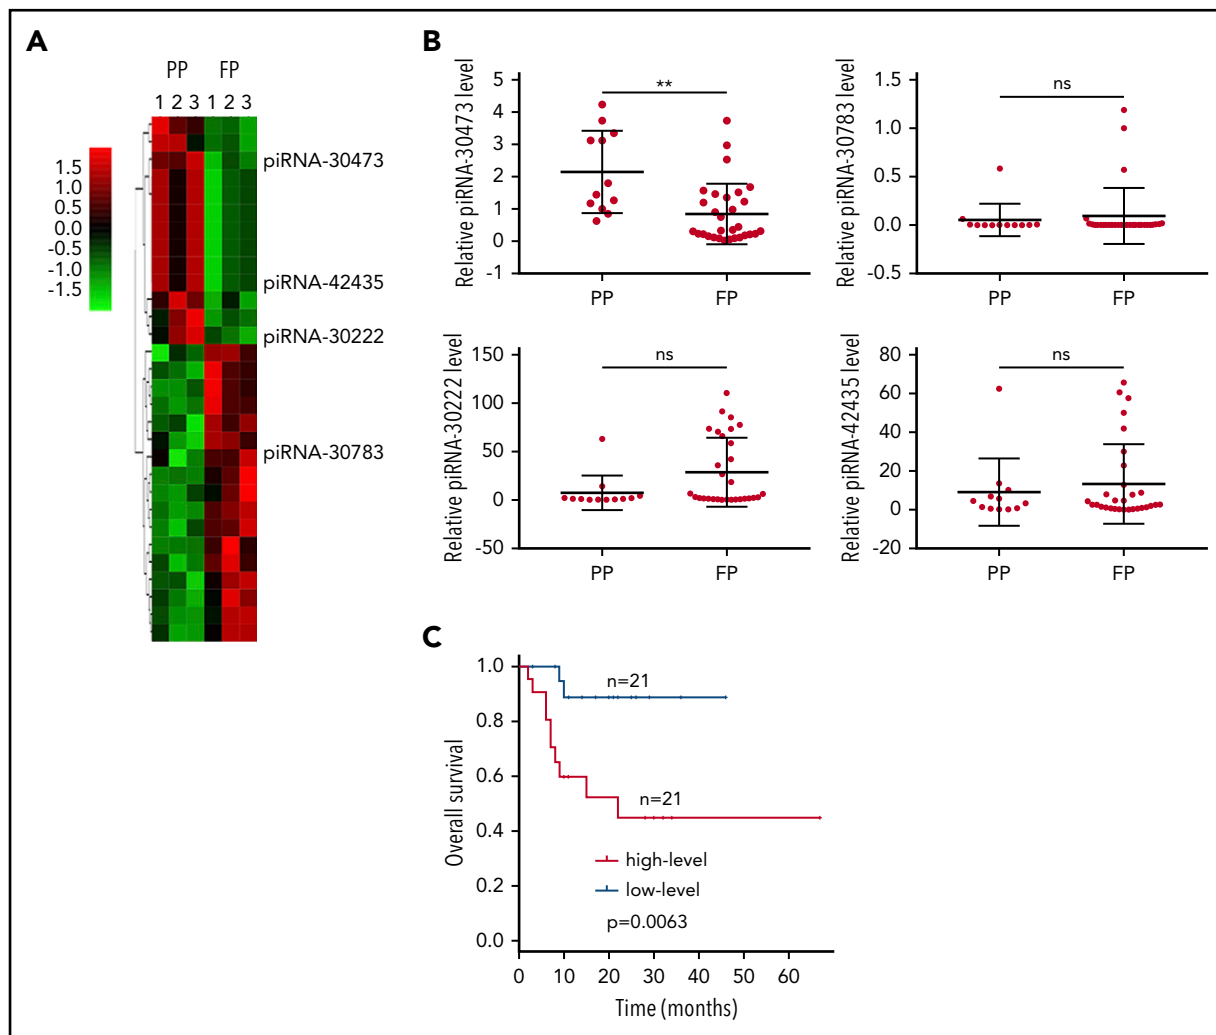 A
PP FP
1 2 3 1 2 3
1.5
1.0
0.5
0.0
-0.5
-1.0
-1.5
piRNA-30473
piRNA-42435
piRNA-30222
piRNA-30783
B
Relative piRNA-30473 level
5
4
3
2
1
0
-1
**
PP FP
Relative piRNA-30783 level
1.5
1.0
0.5
0.0
-0.5
ns
PP FP
Relative piRNA-30222 level
150
100
50
0
-50
ns
PP FP
Relative piRNA-42435 level
80
60
40
20
0
-20
ns
PP FP
C
Overall survival
1.0
0.8
0.6
0.4
0.2
0.0
n=21
n=21
high-level
low-level
p=0.0063
0 10 20 30 40 50 60
Time (months)